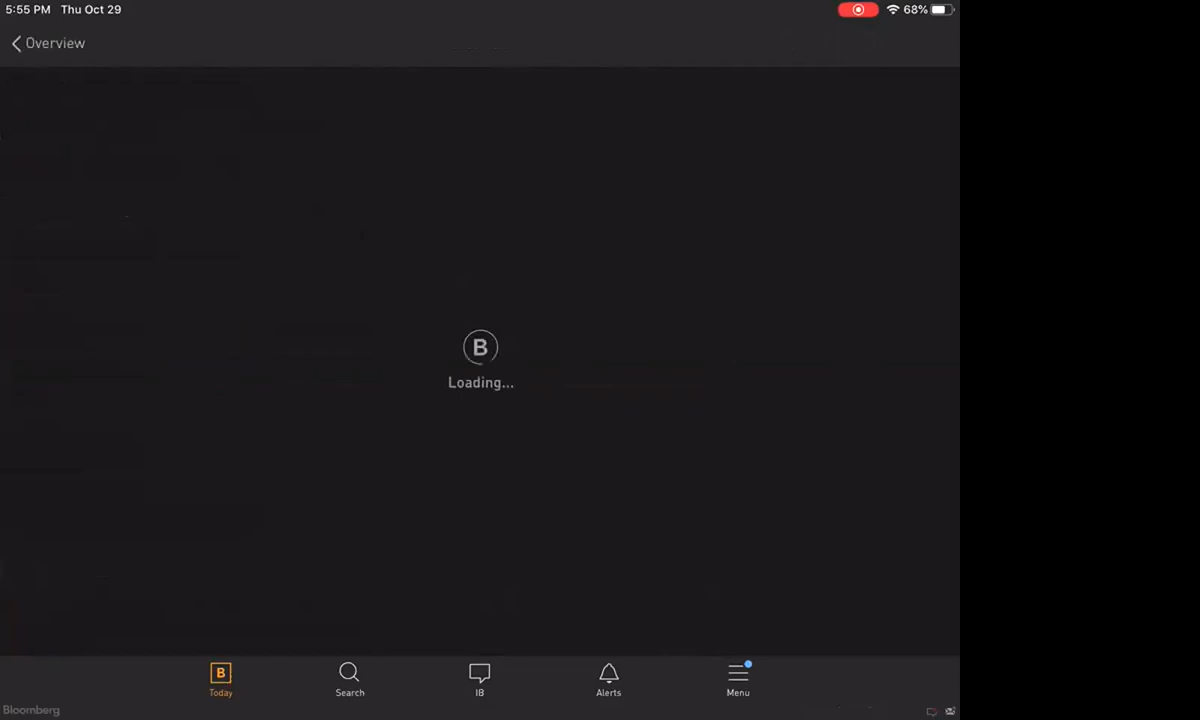 5:55 PM Thu Oct 29
68%
Overview
B
Loading...
B
Today
Search
IB
Alerts
Menu
Bloomberg